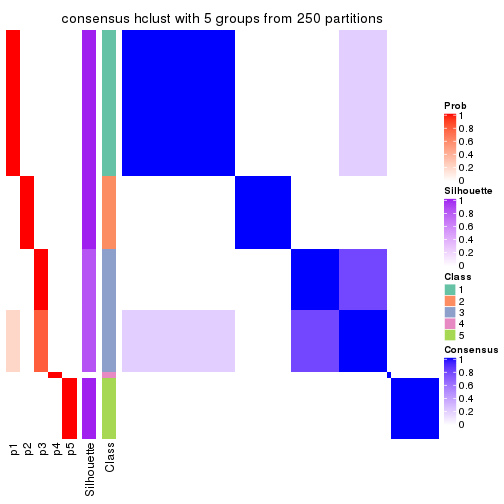 consensus hclust with 5 groups from 250 partitions
Prob
1
0.8
0.6
0.4
0.2
0
Silhouette
1
0.8
0.6
0.4
0.2
0
Class
1
2
3
4
5
Consensus
1
0.8
0.6
0.4
0.2
0
p1
p2
p3
p4
p5
Silhouette
Class